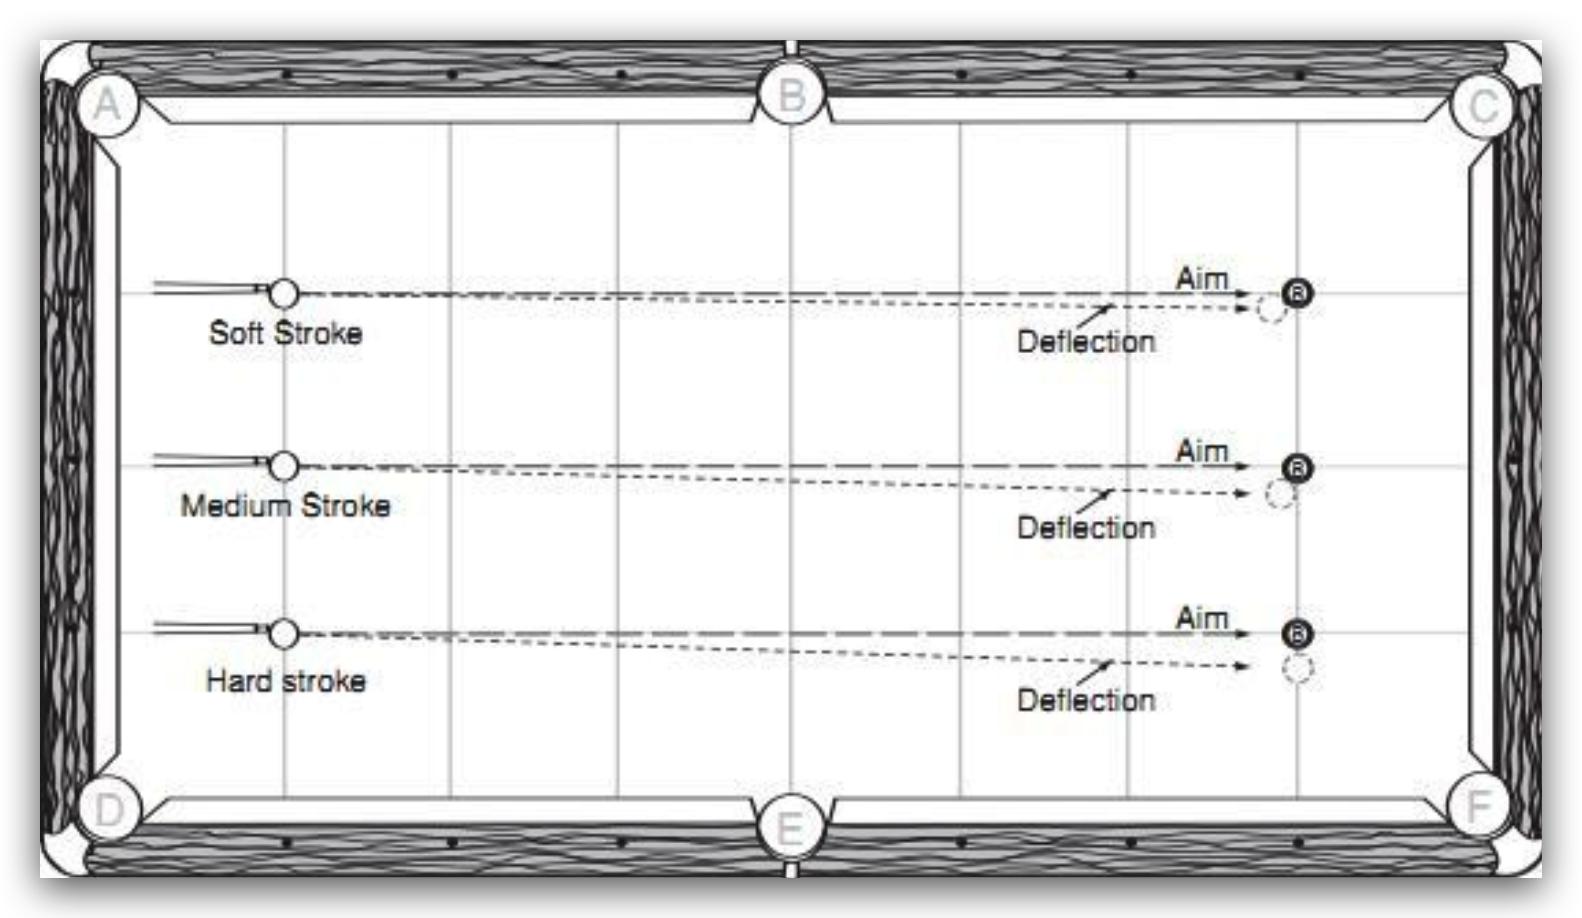 A B C
Aim
B
Soft Stroke
Deflection
Aim
B
Medium Stroke
Deflection
Aim
B
Hard stroke
Deflection
D E F